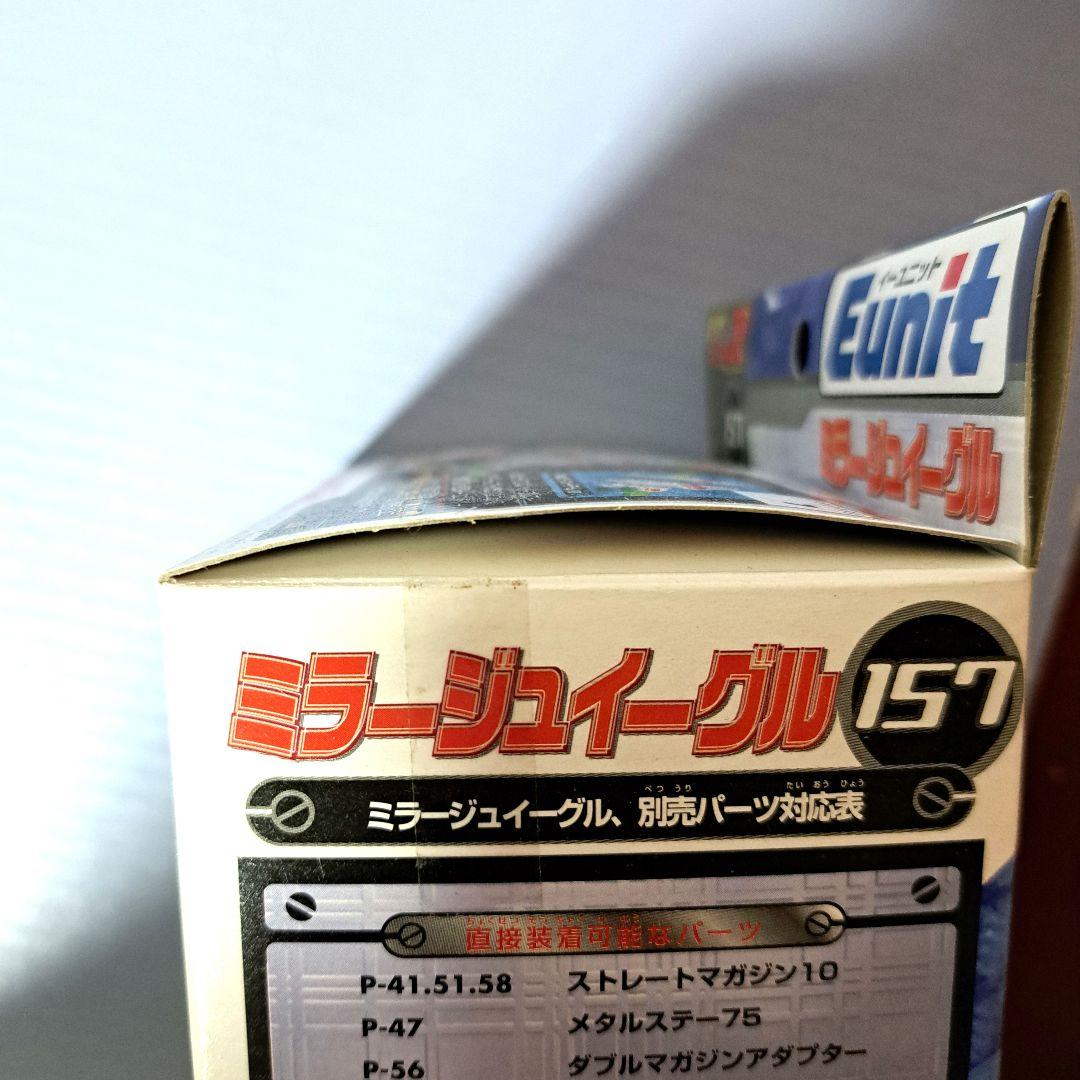 イーユニット
Eunit
ミラージュイーグル
ミラージュイーグル
157
べつ うり たい おう ひょう
ミラージュイーグル、別売パーツ対応表
直接装着可能なパーツ
P-41.51.58 ストレートマガジン10
P-47 メタルステー75
P-56 ダブルマガジンアダプター